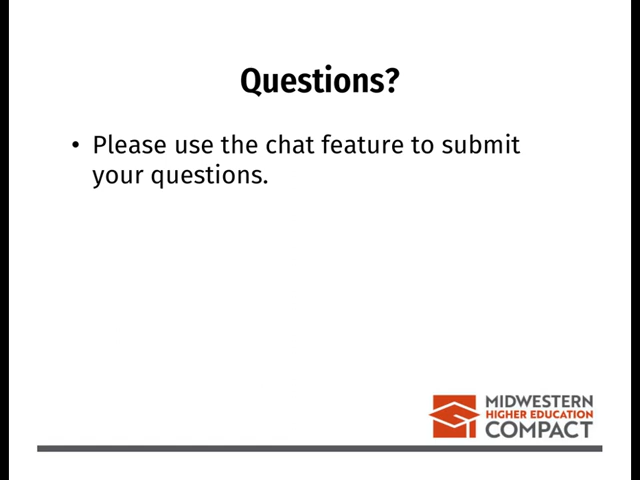 Questions?
• Please use the chat feature to submit
your questions.
MIDWESTERN
HIGHER EDUCATION
COMPACT